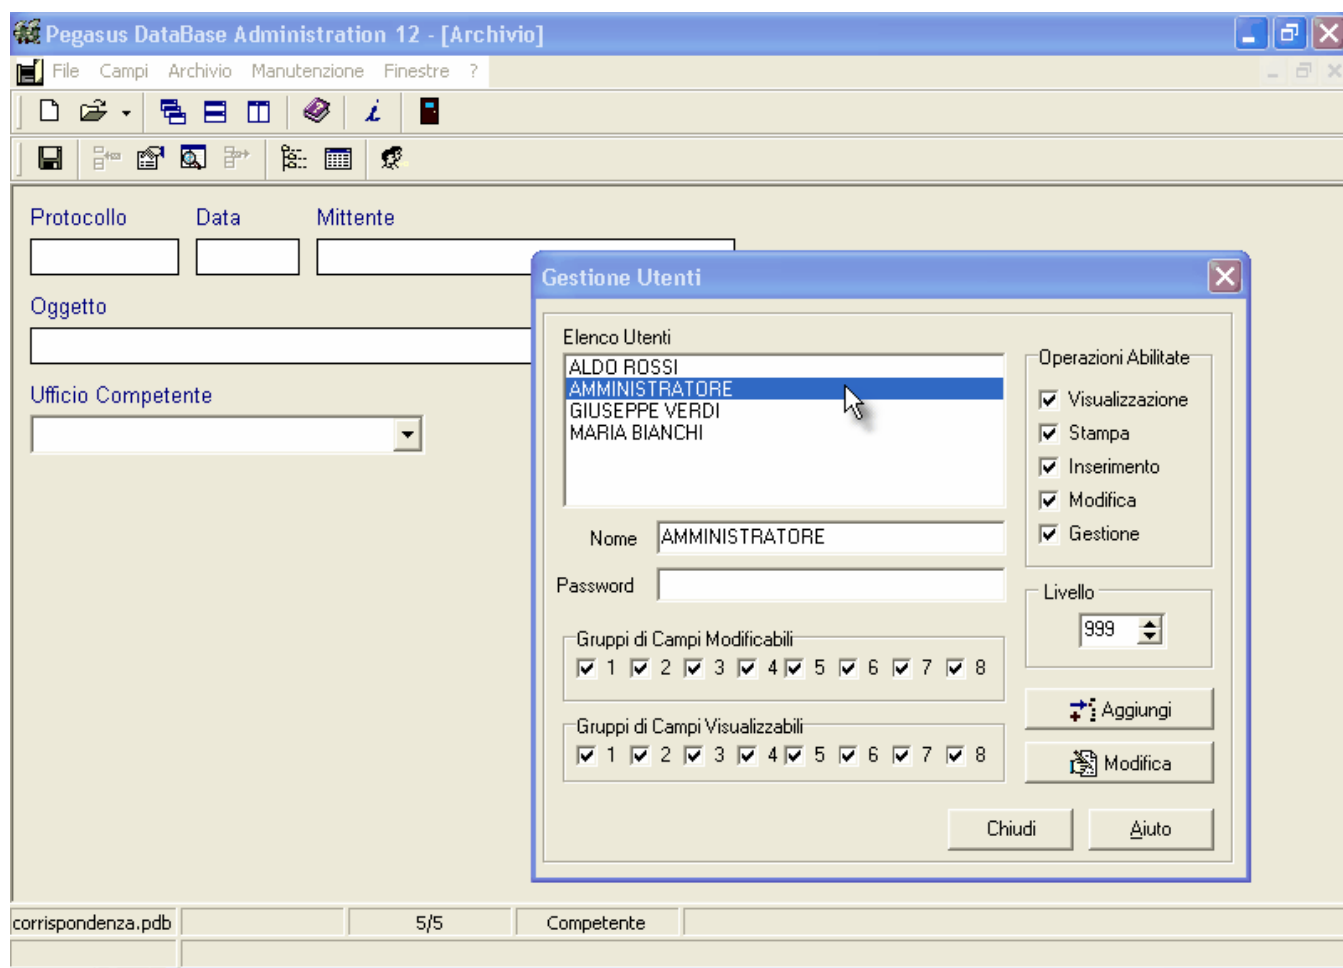 Pegasus DataBase Administration 12 - [Archivio]
File Campi Archivio Manutenzione Finestre ?
Protocollo Data Mittente
Oggetto
Ufficio Competente
Gestione Utenti
Elenco Utenti
ALDO ROSSI
AMMINISTRATORE
GIUSEPPE VERDI
MARIA BIANCHI
Nome AMMINISTRATORE
Password
Gruppi di Campi Modificabili
1 2 3 4 5 6 7 8
Gruppi di Campi Visualizzabili
1 2 3 4 5 6 7 8
Operazioni Abilitate
Visualizzazione
Stampa
Inserimento
Modifica
Gestione
Livello
999
Aggiungi
Modifica
Chiudi Aiuto
corrispondenza.pdb 5/5 Competente